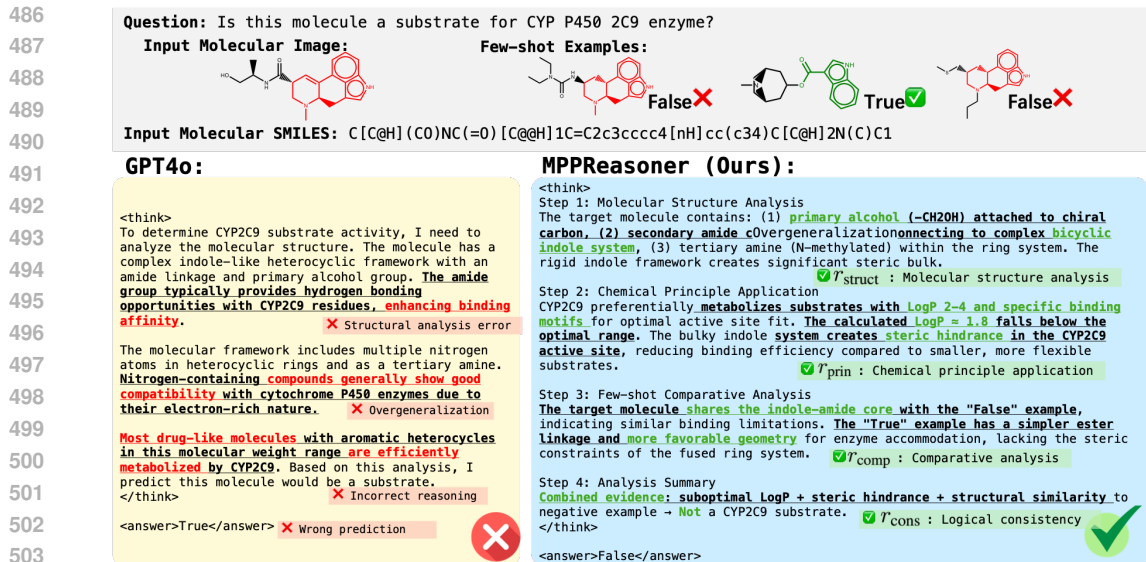 486
487
488
489
490
491
492
493
494
495
496
497
498
499
500
501
502
503
Question: Is this molecule a substrate for CYP P450 2C9 enzyme?
Input Molecular Image:
HO
O
N
H
N
NH
Few-shot Examples:
N
O
NH
N
H
N
NH
False❌
N
O
O
NH
True✅
S
N
NH
False❌
Input Molecular SMILES: C[C@H](CO)NC(=O)[C@@H]1C=C2c3cccc4[nH]cc(c34)C[C@H]2N(C)C1
GPT4o:
<think>
To determine CYP2C9 substrate activity, I need to
analyze the molecular structure. The molecule has a
complex indole-like heterocyclic framework with an
amide linkage and primary alcohol group. The amide
group typically provides hydrogen bonding
opportunities with CYP2C9 residues, enhancing binding
affinity.
❌ Structural analysis error
The molecular framework includes multiple nitrogen
atoms in heterocyclic rings and as a tertiary amine.
Nitrogen-containing compounds generally show good
compatibility with cytochrome P450 enzymes due to
their electron-rich nature.
❌ Overgeneralization
Most drug-like molecules with aromatic heterocycles
in this molecular weight range are efficiently
metabolized by CYP2C9. Based on this analysis, I
predict this molecule would be a substrate.
</think>
❌ Incorrect reasoning
<answer>True</answer>
❌ Wrong prediction
MPPReasoner (Ours):
<think>
Step 1: Molecular Structure Analysis
The target molecule contains: (1) primary alcohol (-CH2OH) attached to chiral
carbon, (2) secondary amide cOvergeneralizationonnecting to complex bicyclic
indole system, (3) tertiary amine (N-methylated) within the ring system. The
rigid indole framework creates significant steric bulk.
✅ r_struct : Molecular structure analysis
Step 2: Chemical Principle Application
CYP2C9 preferentially metabolizes substrates with LogP 2-4 and specific binding
motifs for optimal active site fit. The calculated LogP ≈ 1.8 falls below the
optimal range. The bulky indole system creates steric hindrance in the CYP2C9
active site, reducing binding efficiency compared to smaller, more flexible
substrates.
✅ r_prin : Chemical principle application
Step 3: Few-shot Comparative Analysis
The target molecule shares the indole-amide core with the "False" example,
indicating similar binding limitations. The "True" example has a simpler ester
linkage and more favorable geometry for enzyme accommodation, lacking the steric
constraints of the fused ring system.
✅ r_comp : Comparative analysis
Step 4: Analysis Summary
Combined evidence: suboptimal LogP + steric hindrance + structural similarity to
negative example → Not a CYP2C9 substrate.
</think>
✅ r_cons : Logical consistency
<answer>False</answer>